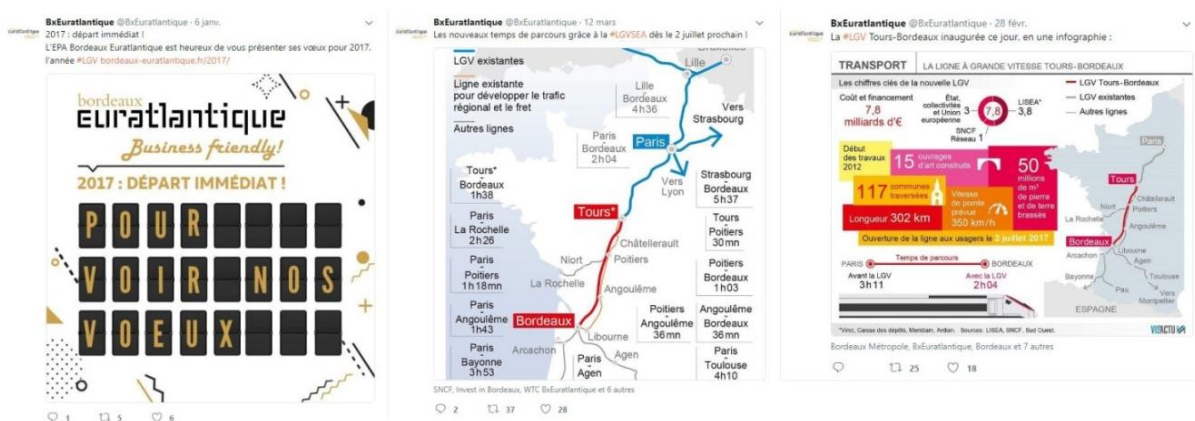 BxEuratlantique @BxEuratlantique · 6 janv.
2017 : départ immédiat !
L'EPA Bordeaux Euratlantique est heureux de vous présenter ses vœux pour 2017,
l'année #LGV bordeaux-euratlantique.fr/2017/
bordeaux
euratlantique
Business friendly!
2017 : DÉPART IMMÉDIAT !
POUR
VOIR NOS
VOEUX
1 5 6
BxEuratlantique @BxEuratlantique · 12 mars
Les nouveaux temps de parcours grâce à la #LGVSEA dès le 2 juillet prochain !
LGV existantes
Ligne existante
pour développer le trafic
régional et le fret
Autres lignes
Bruxelles
Lille
Lille
-
Bordeaux
4h36
Vers
Strasbourg
Paris
-
Bordeaux
2h04
Paris
Vers
Lyon
Tours*
-
Bordeaux
1h38
Strasbourg
-
Bordeaux
5h37
Tours*
Paris
-
La Rochelle
2h26
Tours
-
Poitiers
30mn
Châtellerault
Poitiers
Niort
La Rochelle
Angoulême
Paris
-
Poitiers
1h18mn
Poitiers
-
Bordeaux
1h03
Paris
-
Angoulême
1h43
Bordeaux
Poitiers
-
Angoulême
36mn
Angoulême
-
Bordeaux
36mn
Libourne
Arcachon
Agen
Paris
-
Bayonne
3h53
Paris
-
Agen
Paris
-
Toulouse
4h10
SNCF, Invest in Bordeaux, WTC BxEuratlantique et 6 autres
2 37 28
BxEuratlantique @BxEuratlantique · 28 févr.
La #LGV Tours-Bordeaux inaugurée ce jour, en une infographie :
TRANSPORT LA LIGNE À GRANDE VITESSE TOURS-BORDEAUX
Les chiffres clés de la nouvelle LGV
Coût et financement
7,8
milliards d'€
État,
collectivités
et Union
européenne
3
7,8
LISEA*
3,8
SNCF
Réseau 1
LGV Tours-Bordeaux
LGV existantes
Autres lignes
Début
des travaux
2012
15 ouvrages
d'art construits
50
millions
de m³
de pierre
et de terre
brassés
117 communes
traversées
Vitesse
de pointe
prévue
350 km/h
Longueur 302 km
Ouverture de la ligne aux usagers le 2 juillet 2017
Temps de parcours
PARIS BORDEAUX
Avant la LGV
3h11
Avec la LGV
2h04
Paris
Tours
Châtellerault
Niort
Poitiers
La Rochelle
Angoulême
Bordeaux
Libourne
Arcachon
Agen
Bayonne
Toulouse
Pau
Vers
Montpellier
ESPAGNE
*Vinci, Caisse des dépôts, Meridiam, Ardian. Sources: LISEA, SNCF, Sud Ouest.
VISACTU
Bordeaux Métropole, BxEuratlantique, Bordeaux et 7 autres
25 18